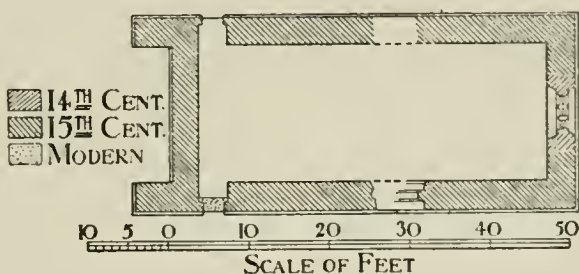 14TH CENT.
15TH CENT.
MODERN
10 5 0 10 20 30 40 50
SCALE OF FEET